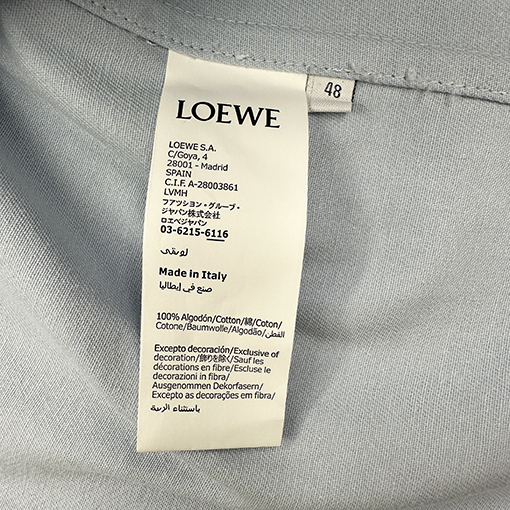 LOEWE
48
LOEWE S.A.
C/Goya, 4
28001 - Madrid
SPAIN
C.I.F. A-28003861
LVMH
ファッション・グループ・
ジャパン株式会社
ロエベジャパン
03-6215-6116
لويفي
Made in Italy
صنع في إيطاليا
100% Algodón/Cotton/綿/Coton/
Cotone/Baumwolle/Algodão/القطن
Excepto decoración/Exclusive of
decoration/飾りを除く/Sauf les
décorations en fibre/Escluse le
decorazioni in fibra/
Ausgenommen Dekorfasern/
Excepto as decorações em fibra/
باستثناء